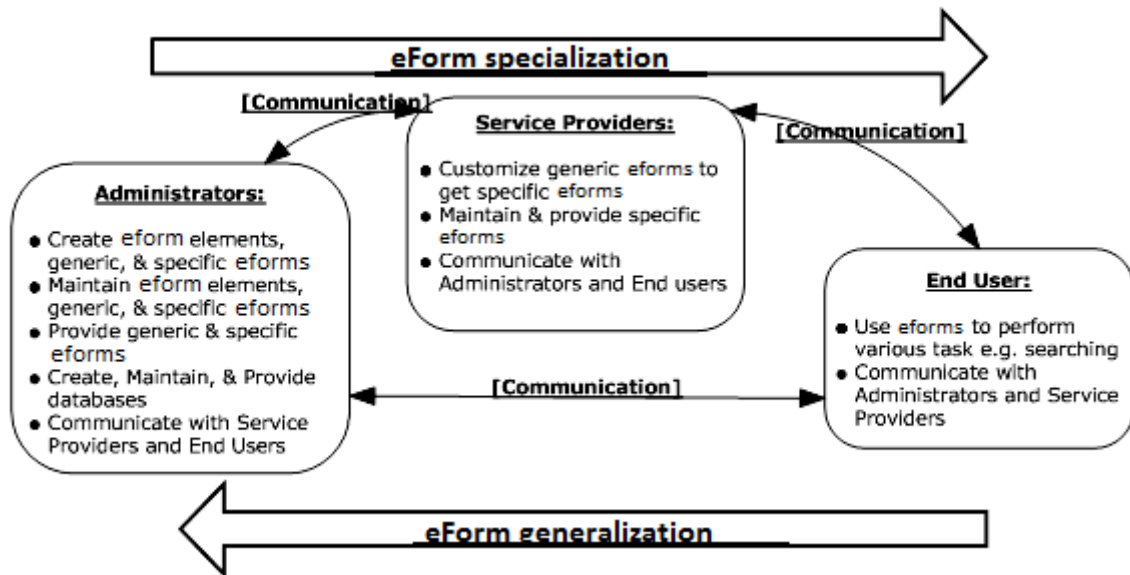 eForm specialization
[Communication]
Service Providers:
● Customize generic eforms to
get specific eforms
● Maintain & provide specific
eforms
● Communicate with
Administrators and End users
[Communication]
Administrators:
● Create eform elements,
generic, & specific eforms
● Maintain eform elements,
generic, & specific eforms
● Provide generic & specific
eforms
● Create, Maintain, & Provide
databases
● Communicate with Service
Providers and End Users
End User:
● Use eforms to perform
various task e.g. searching
● Communicate with
Administrators and Service
Providers
[Communication]
eForm generalization